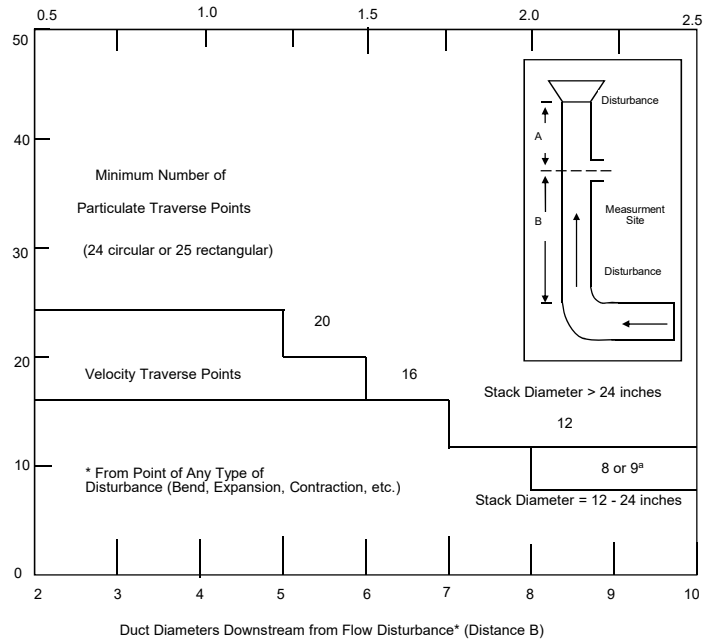 0.5 1.0 1.5 2.0 2.5
50
40
30
20
10
0
Minimum Number of
Particulate Traverse Points
(24 circular or 25 rectangular)
20
Velocity Traverse Points
16
Stack Diameter > 24 inches
12
8 or 9ª
Stack Diameter = 12 - 24 inches
* From Point of Any Type of
Disturbance (Bend, Expansion, Contraction, etc.)
Disturbance
A
B
Measurment
Site
Disturbance
2 3 4 5 6 7 8 9 10
Duct Diameters Downstream from Flow Disturbance* (Distance B)